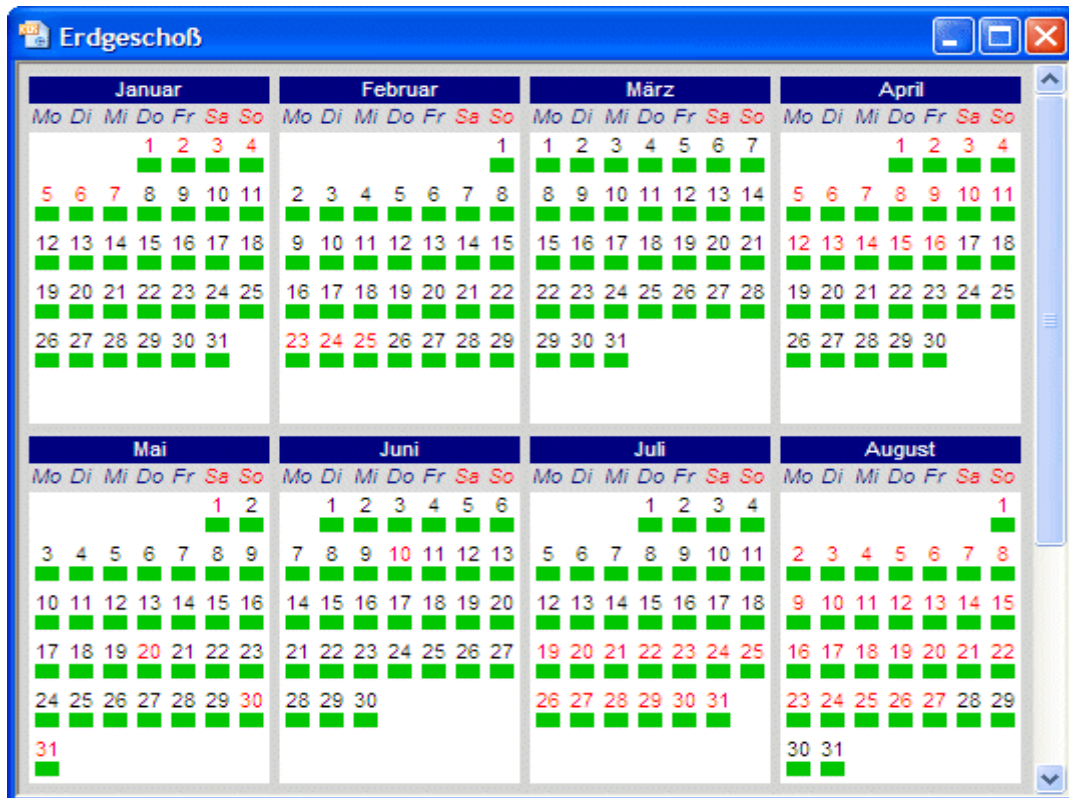 Erdgeschoß
Januar Februar März April
Mo Di Mi Do Fr Sa So Mo Di Mi Do Fr Sa So Mo Di Mi Do Fr Sa So Mo Di Mi Do Fr Sa So
1 2 3 4 1 1 2 3 4 5 6 7 1 2 3 4
5 6 7 8 9 10 11 2 3 4 5 6 7 8 8 9 10 11 12 13 14 5 6 7 8 9 10 11
12 13 14 15 16 17 18 9 10 11 12 13 14 15 15 16 17 18 19 20 21 12 13 14 15 16 17 18
19 20 21 22 23 24 25 16 17 18 19 20 21 22 22 23 24 25 26 27 28 19 20 21 22 23 24 25
26 27 28 29 30 31 23 24 25 26 27 28 29 29 30 31 26 27 28 29 30
Mai Juni Juli August
Mo Di Mi Do Fr Sa So Mo Di Mi Do Fr Sa So Mo Di Mi Do Fr Sa So Mo Di Mi Do Fr Sa So
1 2 1 2 3 4 5 6 1 2 3 4 1
3 4 5 6 7 8 9 7 8 9 10 11 12 13 5 6 7 8 9 10 11 2 3 4 5 6 7 8
10 11 12 13 14 15 16 14 15 16 17 18 19 20 12 13 14 15 16 17 18 9 10 11 12 13 14 15
17 18 19 20 21 22 23 21 22 23 24 25 26 27 19 20 21 22 23 24 25 16 17 18 19 20 21 22
24 25 26 27 28 29 30 28 29 30 26 27 28 29 30 31 23 24 25 26 27 28 29
31 30 31